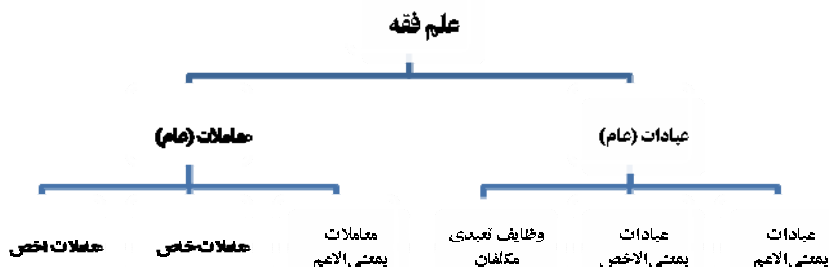 علم فقه
عبادات (عام)
معاملات (عام)
عبادات
بمعنی الاعم
عبادات
بمعنی الاخص
وظایف تعبدی
مکلفان
معاملات
بمعنی الاعم
معاملات خاص
معاملات اخص